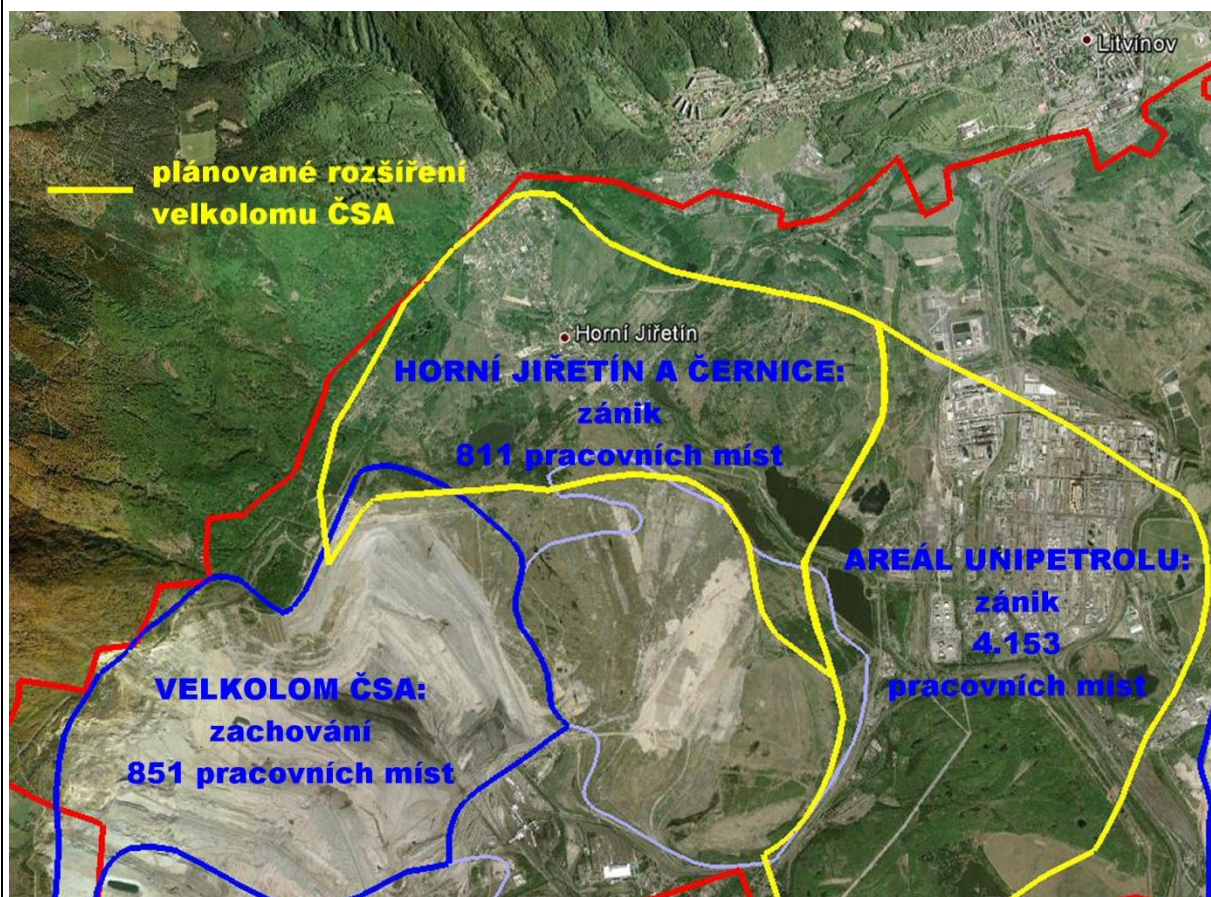 Litvínov
plánované rozšíření
velkolomu ČSA
Horní Jiřetín
HORNÍ JIŘETÍN A ČERNICE:
zánik
811 pracovních míst
AREÁL UNIPETROLU:
zánik
4.153
pracovních míst
VELKOLOM ČSA:
zachování
851 pracovních míst